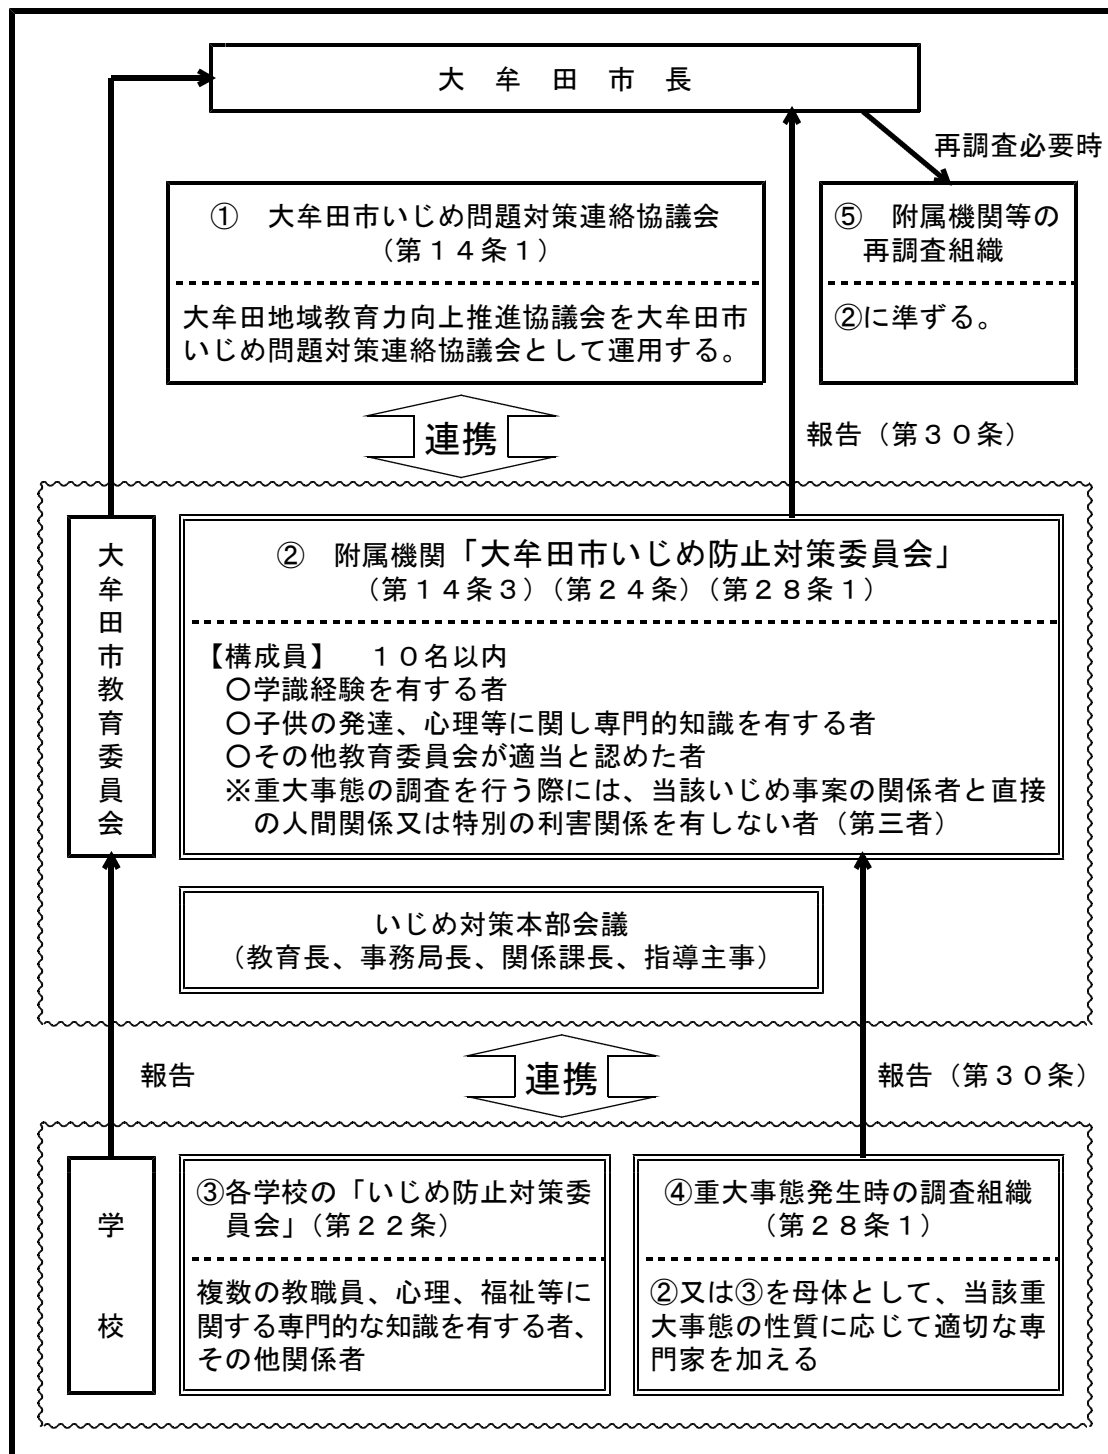 大牟田市長
再調査必要時
①　大牟田市いじめ問題対策連絡協議会
（第１４条１）
大牟田地域教育力向上推進協議会を大牟田市
いじめ問題対策連絡協議会として運用する。
⑤　附属機関等の
再調査組織
②に準ずる。
連携
報告（第３０条）
大牟田市教育委員会
②　附属機関「大牟田市いじめ防止対策委員会」
（第１４条３）（第２４条）（第２８条１）
【構成員】　１０名以内
○学識経験を有する者
○子供の発達、心理等に関し専門的知識を有する者
○その他教育委員会が適当と認めた者
※重大事態の調査を行う際には、当該いじめ事案の関係者と直接
の人間関係又は特別の利害関係を有しない者（第三者）
いじめ対策本部会議
（教育長、事務局長、関係課長、指導主事）
報告
連携
報告（第３０条）
学校
③各学校の「いじめ防止対策委
員会」（第２２条）
複数の教職員、心理、福祉等に
関する専門的な知識を有する者、
その他関係者
④重大事態発生時の調査組織
（第２８条１）
②又は③を母体として、当該重
大事態の性質に応じて適切な専
門家を加える